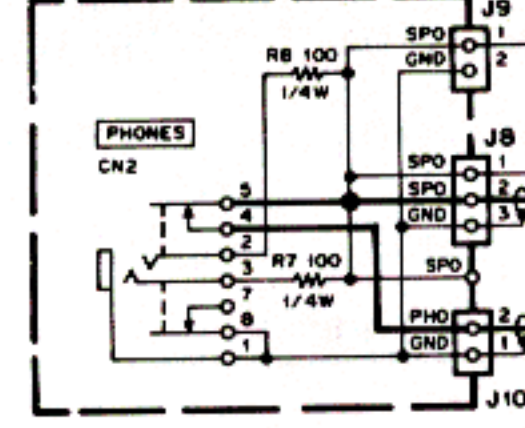 J9
SPO 1
R8 100
GND 2
1/4W
PHONES
CN2
J8
SPO 1
5 SPO 2
4 GND 3
2
3 R7 100 SPO
7 1/4W
8 PHO 2
1 GND 1
J10